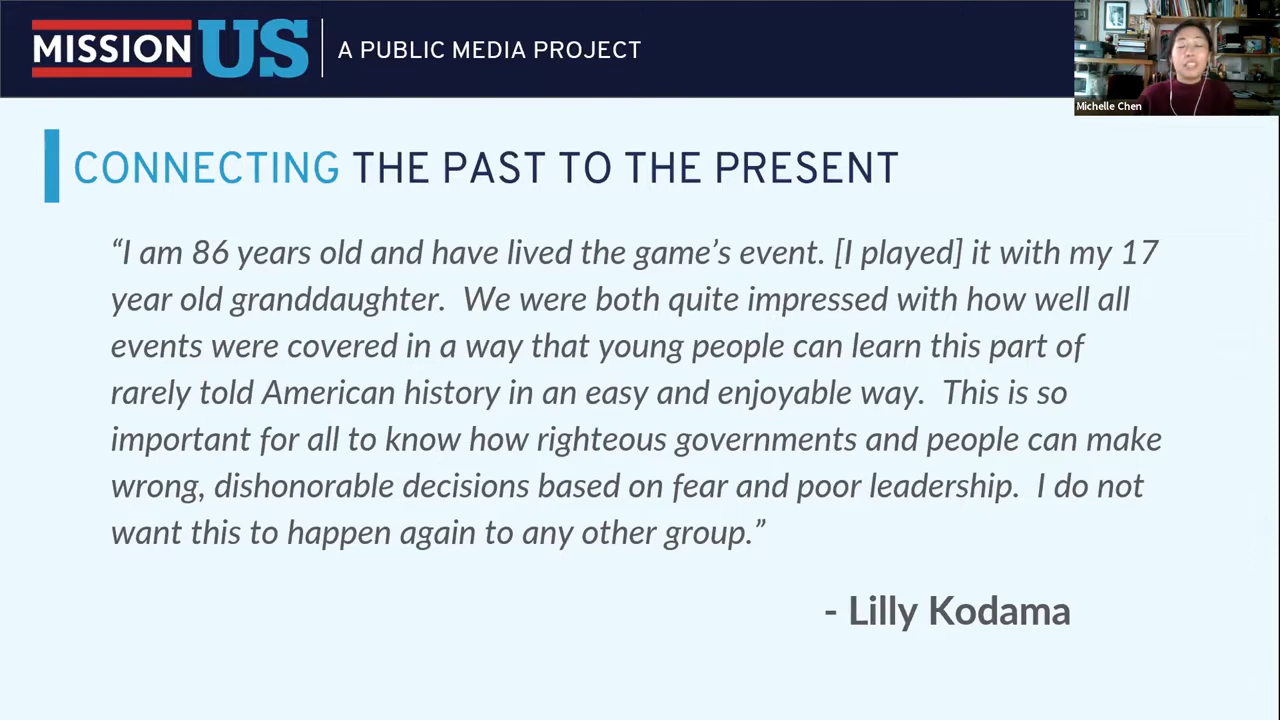 MISSION US A PUBLIC MEDIA PROJECT
Michelle Chen
CONNECTING THE PAST TO THE PRESENT
“I am 86 years old and have lived the game’s event. [I played] it with my 17
year old granddaughter.  We were both quite impressed with how well all
events were covered in a way that young people can learn this part of
rarely told American history in an easy and enjoyable way.  This is so
important for all to know how righteous governments and people can make
wrong, dishonorable decisions based on fear and poor leadership.  I do not
want this to happen again to any other group.”
- Lilly Kodama